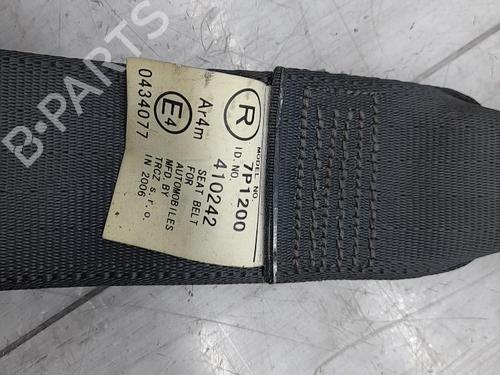 B-PARTS
R
MODEL NO.
7P1200
ID.NO.
410242
SEAT BELT
FOR
AUTOMOBILES
MFD.BY
TRCZ s.r.o.
IN 2006
Ar4m
E4
0434077